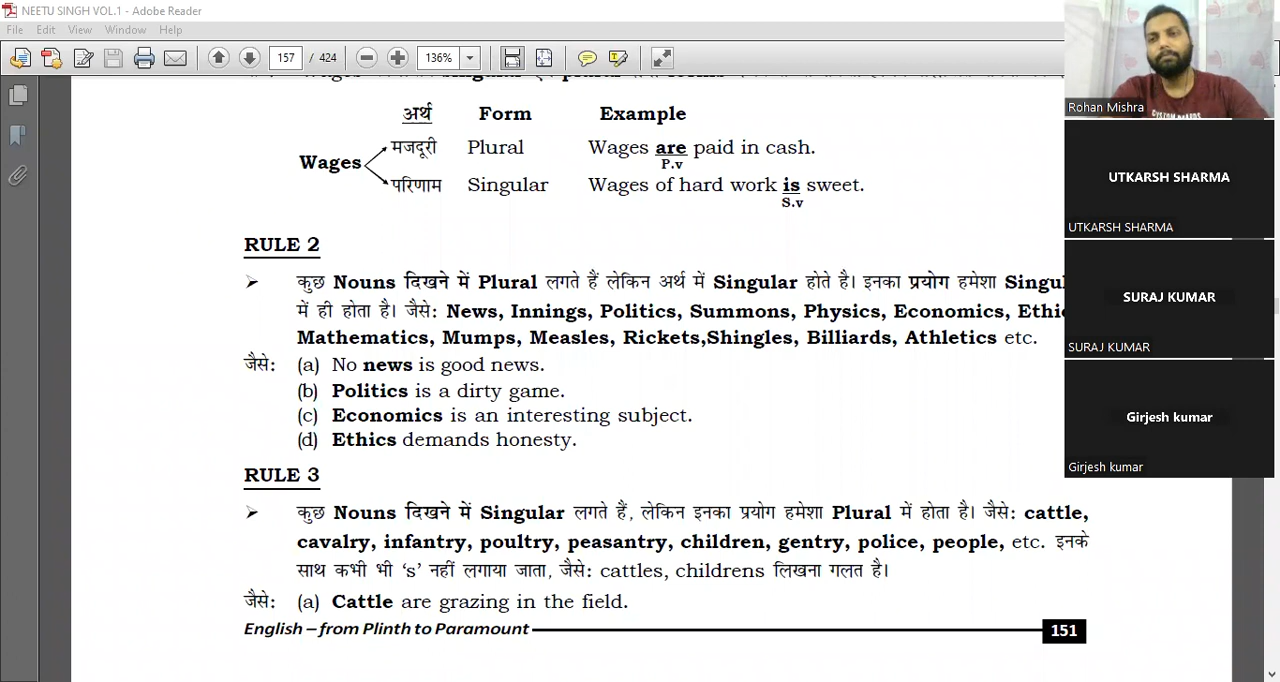 NEETU SINGH VOL.1 - Adobe Reader
File Edit View Window Help
157 / 424 136%
अर्थ Form Example
Wages
मजदूरी Plural Wages are paid in cash.
P.v
परिणाम Singular Wages of hard work is sweet.
S.v
RULE 2
कुछ Nouns दिखने में Plural लगते हैं लेकिन अर्थ में Singular होते है। इनका प्रयोग हमेशा
में ही होता है। जैसे: News, Innings, Politics, Summons, Physics, Economics,
Mathematics, Mumps, Measles, Rickets,Shingles, Billiards, Athletics etc.
जैसे: (a) No news is good news.
(b) Politics is a dirty game.
(c) Economics is an interesting subject.
(d) Ethics demands honesty.
RULE 3
कुछ Nouns दिखने में Singular लगते हैं, लेकिन इनका प्रयोग हमेशा Plural में होता है। जैसे: cattle,
cavalry, infantry, poultry, peasantry, children, gentry, police, people, etc. इनके
साथ कभी भी ‘s’ नहीं लगाया जाता, जैसे: cattles, childrens लिखना गलत है।
जैसे: (a) Cattle are grazing in the field.
English – from Plinth to Paramount 151
Rohan Mishra
UTKARSH SHARMA
UTKARSH SHARMA
SURAJ KUMAR
SURAJ KUMAR
Girjesh kumar
Girjesh kumar